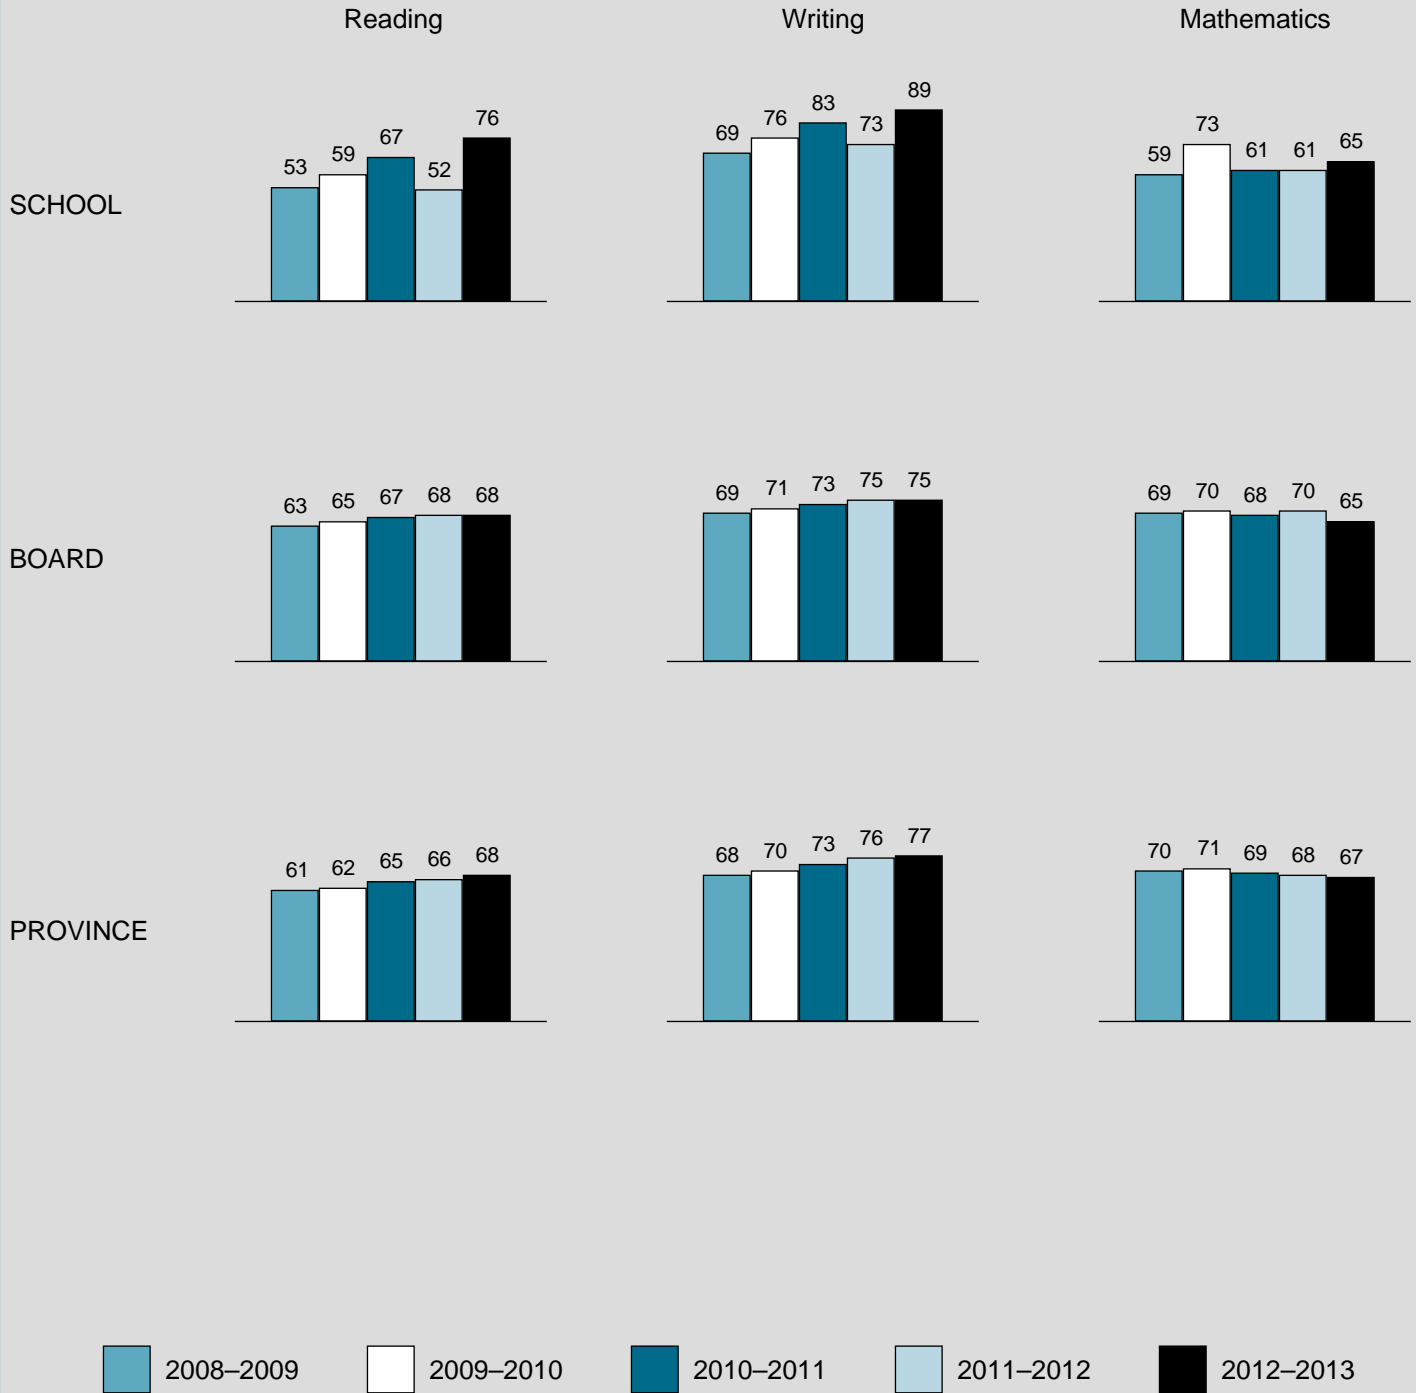 Reading Writing Mathematics
SCHOOL
53 59 67 52 76
69 76 83 73 89
59 73 61 61 65
BOARD
63 65 67 68 68
69 71 73 75 75
69 70 68 70 65
PROVINCE
61 62 65 66 68
68 70 73 76 77
70 71 69 68 67
2008–2009 2009–2010 2010–2011 2011–2012 2012–2013